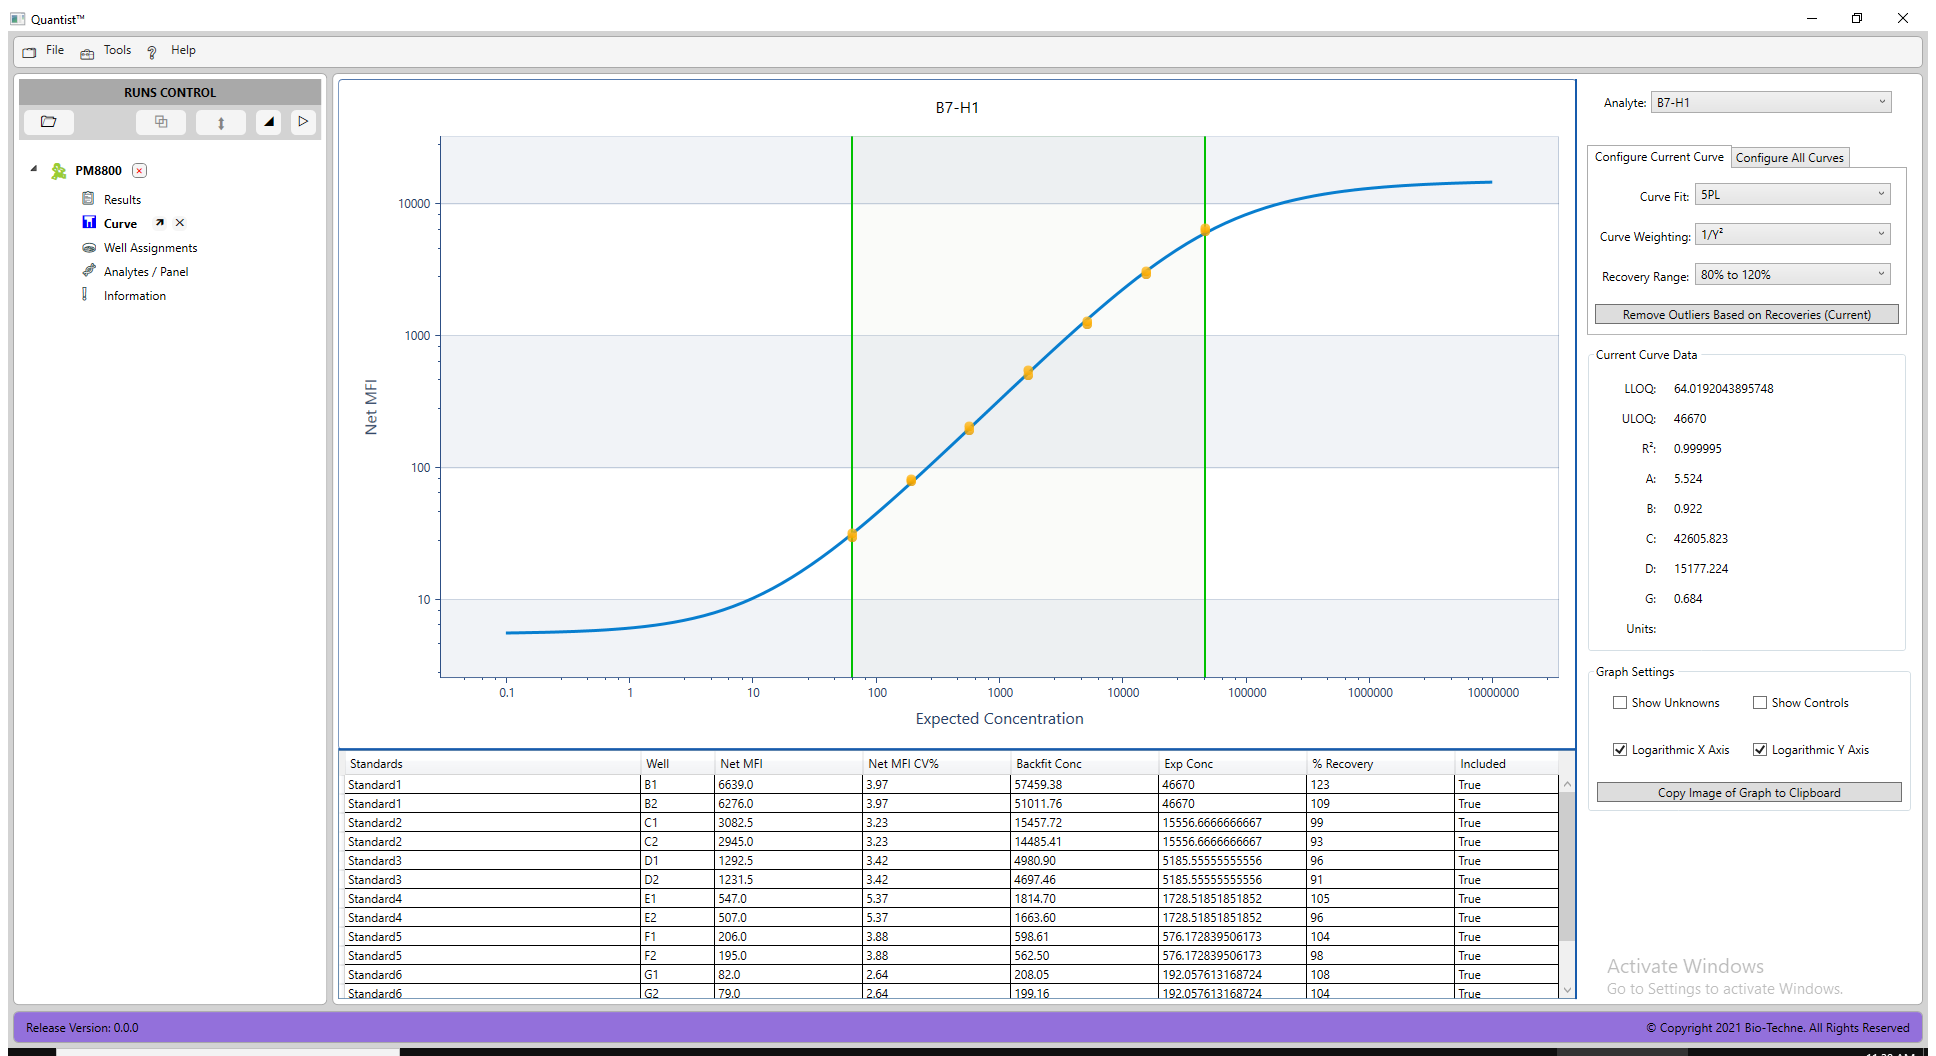 Quantist™
File Tools ? Help
RUNS CONTROL
PM8800
Results
Curve
Well Assignments
Analytes / Panel
Information
B7-H1
Net MFI
10000
1000
100
10
0.1 1 10 100 1000 10000 100000 1000000 10000000
Expected Concentration
Standards Well Net MFI Net MFI CV% Backfit Conc Exp Conc % Recovery Included
Standard1 B1 6639.0 3.97 57459.38 46670 123 True
Standard1 B2 6276.0 3.97 51011.76 46670 109 True
Standard2 C1 3082.5 3.23 15457.72 15556.6666666667 99 True
Standard2 C2 2945.0 3.23 14485.41 15556.6666666667 93 True
Standard3 D1 1292.5 3.42 4980.90 5185.55555555556 96 True
Standard3 D2 1231.5 3.42 4697.46 5185.55555555556 91 True
Standard4 E1 547.0 5.37 1814.70 1728.51851851852 105 True
Standard4 E2 507.0 5.37 1663.60 1728.51851851852 96 True
Standard5 F1 206.0 3.88 598.61 576.172839506173 104 True
Standard5 F2 195.0 3.88 562.50 576.172839506173 98 True
Standard6 G1 82.0 2.64 208.05 192.057613168724 108 True
Standard6 G2 79.0 2.64 199.16 192.057613168724 104 True
Analyte: B7-H1
Configure Current Curve Configure All Curves
Curve Fit: 5PL
Curve Weighting: 1/Y²
Recovery Range: 80% to 120%
Remove Outliers Based on Recoveries (Current)
Current Curve Data
LLOQ: 64.0192043895748
ULOQ: 46670
R²: 0.999995
A: 5.524
B: 0.922
C: 42605.823
D: 15177.224
G: 0.684
Units:
Graph Settings
Show Unknowns Show Controls
Logarithmic X Axis Logarithmic Y Axis
Copy Image of Graph to Clipboard
Activate Windows
Go to Settings to activate Windows.
Release Version: 0.0.0
© Copyright 2021 Bio-Techne. All Rights Reserved